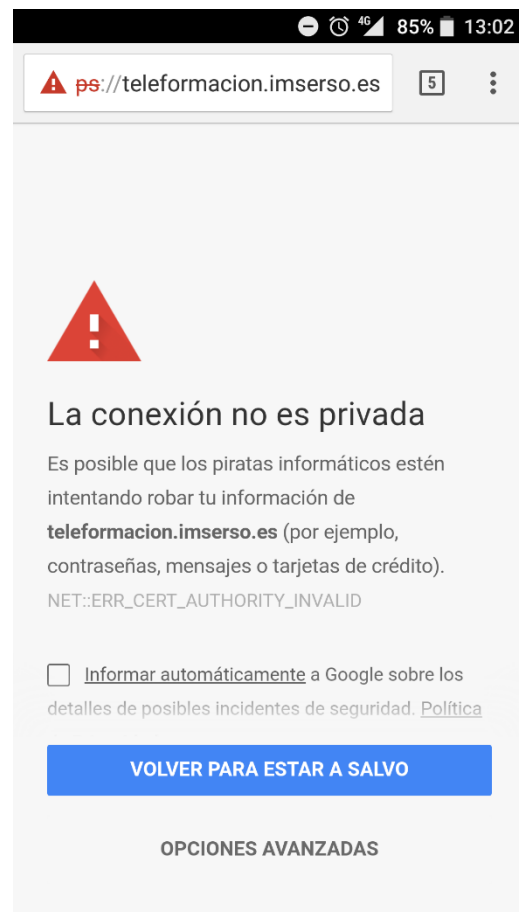 4G 85% 13:02
ps://teleformacion.imserso.es 5
La conexión no es privada
Es posible que los piratas informáticos estén
intentando robar tu información de
teleformacion.imserso.es (por ejemplo,
contraseñas, mensajes o tarjetas de crédito).
NET::ERR_CERT_AUTHORITY_INVALID
Informar automáticamente a Google sobre los
detalles de posibles incidentes de seguridad. Política
VOLVER PARA ESTAR A SALVO
OPCIONES AVANZADAS